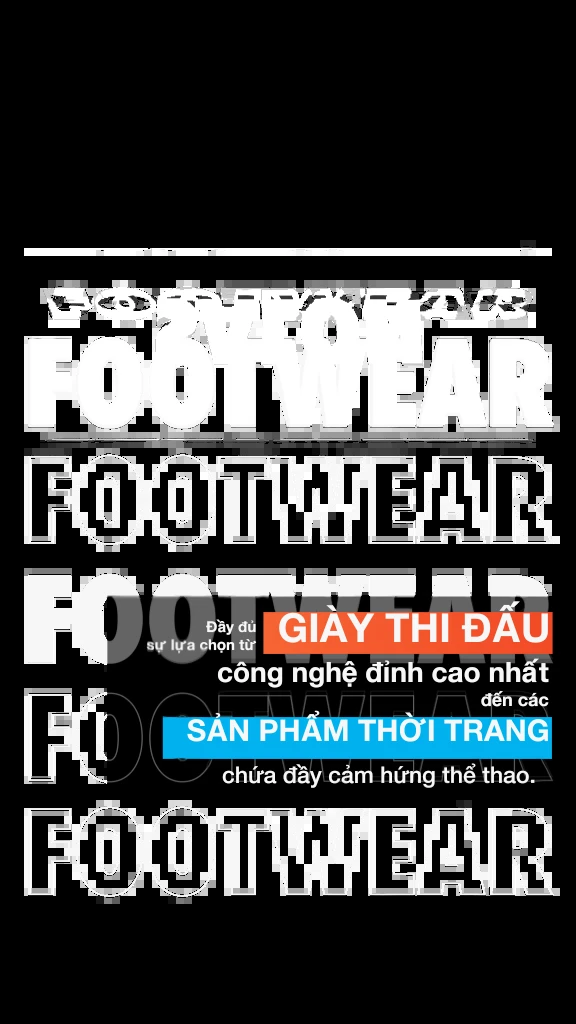 FOOTWEAR
FOOTWEAR
FOOTWEAR
Đầy đủ
sự lựa chọn từ
GIÀY THI ĐẤU
công nghệ đỉnh cao nhất
đến các
FOOTWEAR
SẢN PHẨM THỜI TRANG
chứa đầy cảm hứng thể thao.
FOOTWEAR